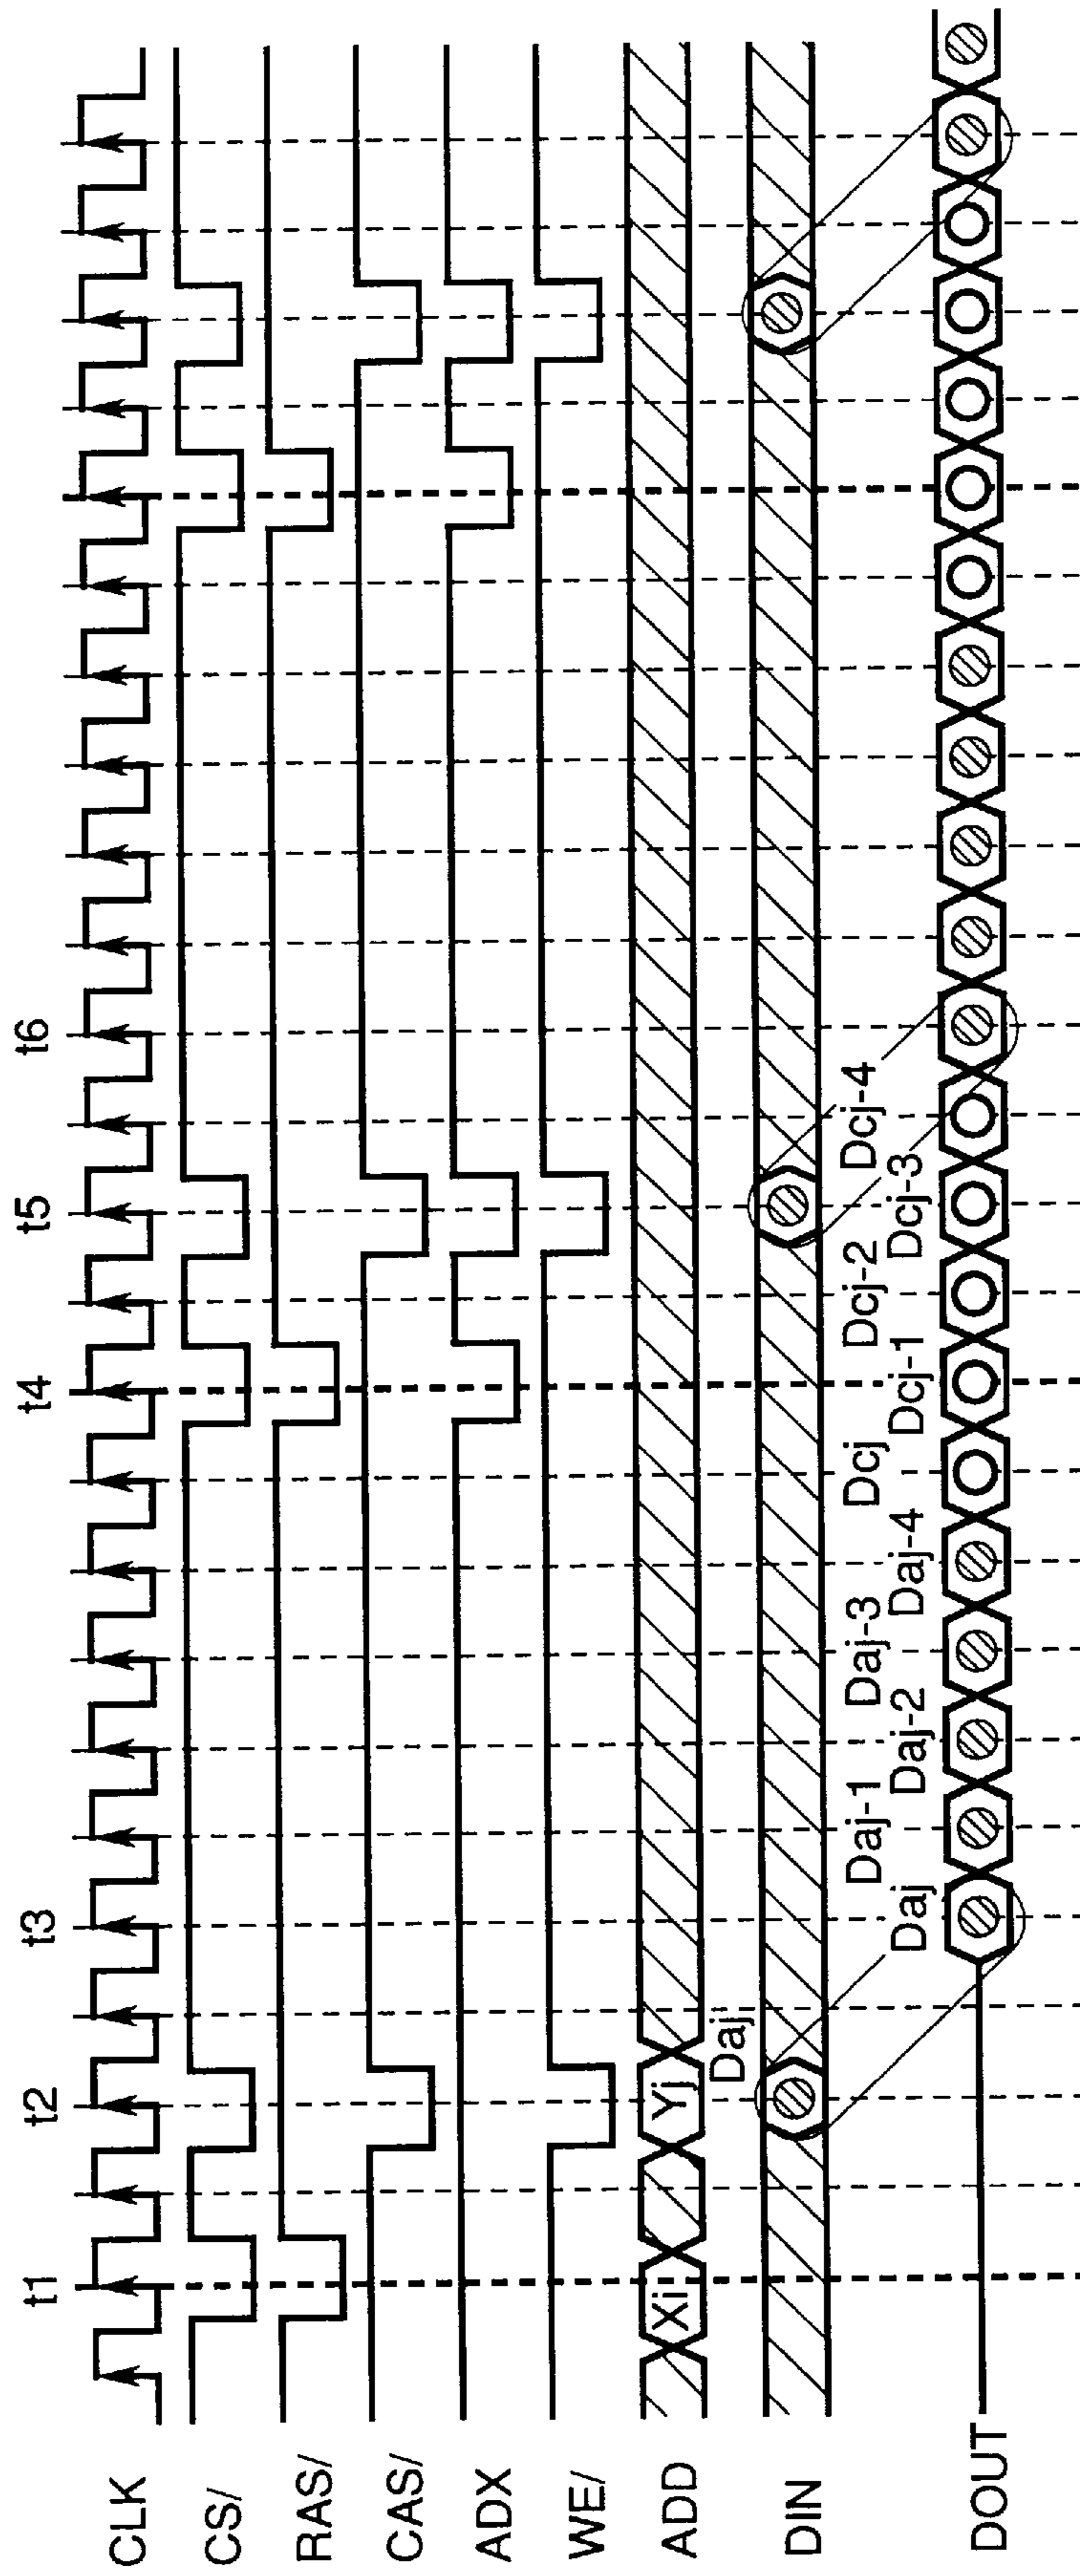 t1 t2 t3 t4 t5 t6
CLK
CS/
RAS/
CAS/
ADX
WE/
ADD Xi Yj
DIN Daj
Daj-1 Daj-3 Dcj Dcj-2 Dcj-4
Daj Daj-2 Daj-4 Dcj-1 Dcj-3
DOUT